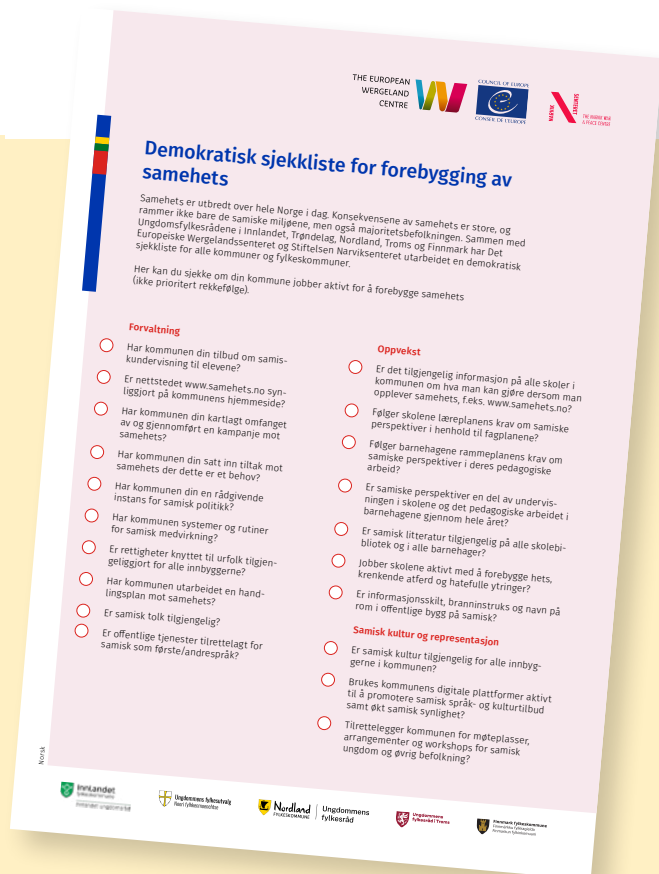 THE EUROPEAN
WERGELAND
CENTRE
COUNCIL OF EUROPE
CONSEIL DE L'EUROPE
NARVIK
SENTERET
THE NARVIK WAR
& PEACE CENTRE
Demokratisk sjekkliste for forebygging av
samehets
Samehets er utbredt over hele Norge i dag. Konsekvensene av samehets er store, og
rammer ikke bare de samiske miljøene, men også majoritetsbefolkningen. Sammen med
Ungdomsfylkesrådene i Innlandet, Trøndelag, Nordland, Troms og Finnmark har Det
Europeiske Wergelandssenteret og Stiftelsen Narviksenteret utarbeidet en demokratisk
sjekkliste for alle kommuner og fylkeskommuner.
Her kan du sjekke om din kommune jobber aktivt for å forebygge samehets
(ikke prioritert rekkefølge).
Forvaltning
Har kommunen din tilbud om samis-
kundervisning til elevene?
Er nettstedet www.samehets.no syn-
liggjort på kommunens hjemmeside?
Har kommunen din kartlagt omfanget
av og gjennomført en kampanje mot
samehets?
Har kommunen din satt inn tiltak mot
samehets der dette er et behov?
Har kommunen din en rådgivende
instans for samisk politikk?
Har kommunen systemer og rutiner
for samisk medvirkning?
Er rettigheter knyttet til urfolk tilgjen-
geliggjort for alle innbyggerne?
Har kommunen utarbeidet en hand-
lingsplan mot samehets?
Er samisk tolk tilgjengelig?
Er offentlige tjenester tilrettelagt for
samisk som første/andrespråk?
Oppvekst
Er det tilgjengelig informasjon på alle skoler i
kommunen om hva man kan gjøre dersom man
opplever samehets, f.eks. www.samehets.no?
Følger skolene læreplanens krav om samiske
perspektiver i henhold til fagplanene?
Følger barnehagene rammeplanens krav om
samiske perspektiver i deres pedagogiske
arbeid?
Er samiske perspektiver en del av undervis-
ningen i skolene og det pedagogiske arbeidet i
barnehagene gjennom hele året?
Er samisk litteratur tilgjengelig på alle skolebi-
bliotek og i alle barnehager?
Jobber skolene aktivt med å forebygge hets,
krenkende atferd og hatefulle ytringer?
Er informasjonsskilt, branninstruks og navn på
rom i offentlige bygg på samisk?
Samisk kultur og representasjon
Er samisk kultur tilgjengelig for alle innbyg-
gerne i kommunen?
Brukes kommunens digitale plattformer aktivt
til å promotere samisk språk- og kulturtilbud
samt økt samisk synlighet?
Tilrettelegger kommunen for møteplasser,
arrangementer og workshops for samisk
ungdom og øvrig befolkning?
Norsk
Innlandet
fylkeskommune
Ungdommens fylkesutvalg
Nordland
FYLKESKOMMUNE
Ungdommens
fylkesråd
Ungdommens
fylkesråd i Troms
Finnmark fylkeskommune